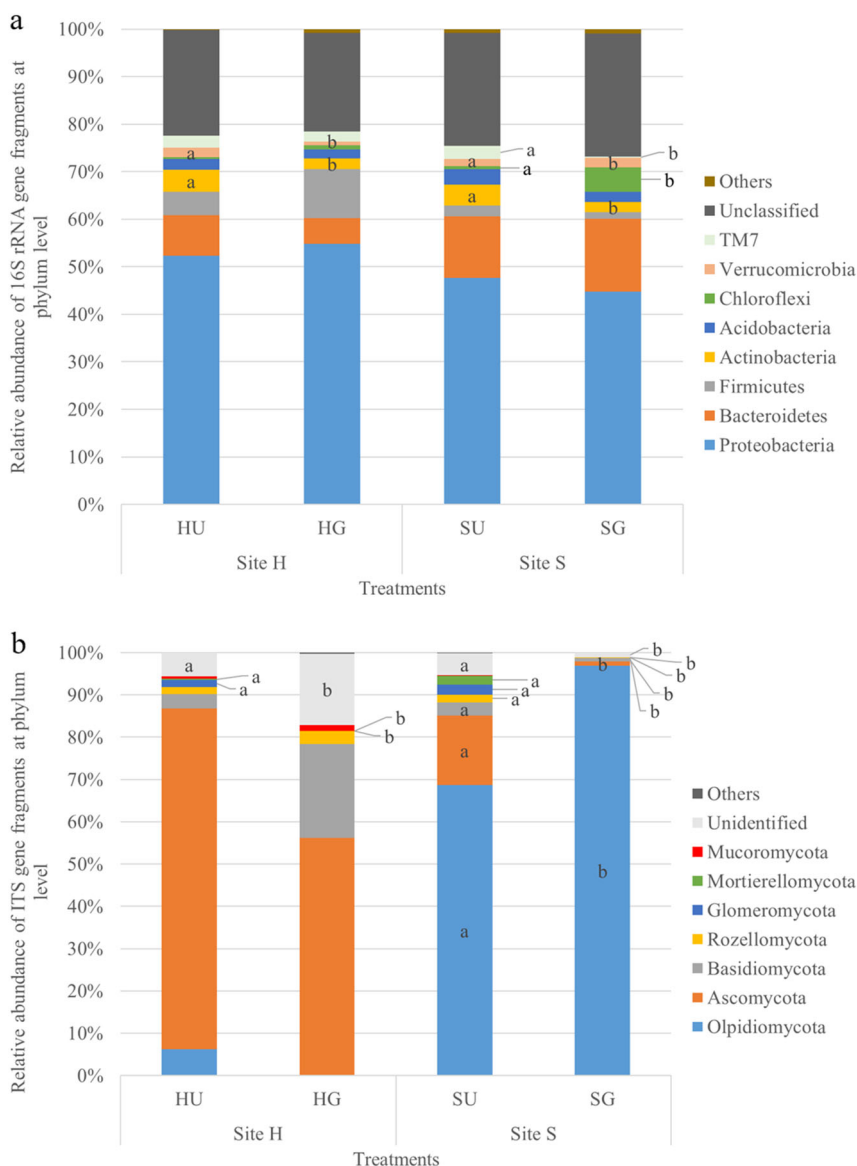 a
Relative abundance of 16S rRNA gene fragments at
phylum level
100%
90%
80%
70%
60%
50%
40%
30%
20%
10%
0%
a
a
b
b
a
a
a
a
b
b
b
b
HU
HG
SU
SG
Site H
Site S
Treatments
Others
Unclassified
TM7
Verrucomicrobia
Chloroflexi
Acidobacteria
Actinobacteria
Firmicutes
Bacteroidetes
Proteobacteria
b
Relative abundance of ITS gene fragments at phylum
level
100%
90%
80%
70%
60%
50%
40%
30%
20%
10%
0%
a
a
a
b
b
b
a
a
a
a
a
a
a
b
b
b
b
b
b
b
HU
HG
SU
SG
Site H
Site S
Treatments
Others
Unidentified
Mucoromycota
Mortierellomycota
Glomeromycota
Rozellomycota
Basidiomycota
Ascomycota
Olpidiomycota